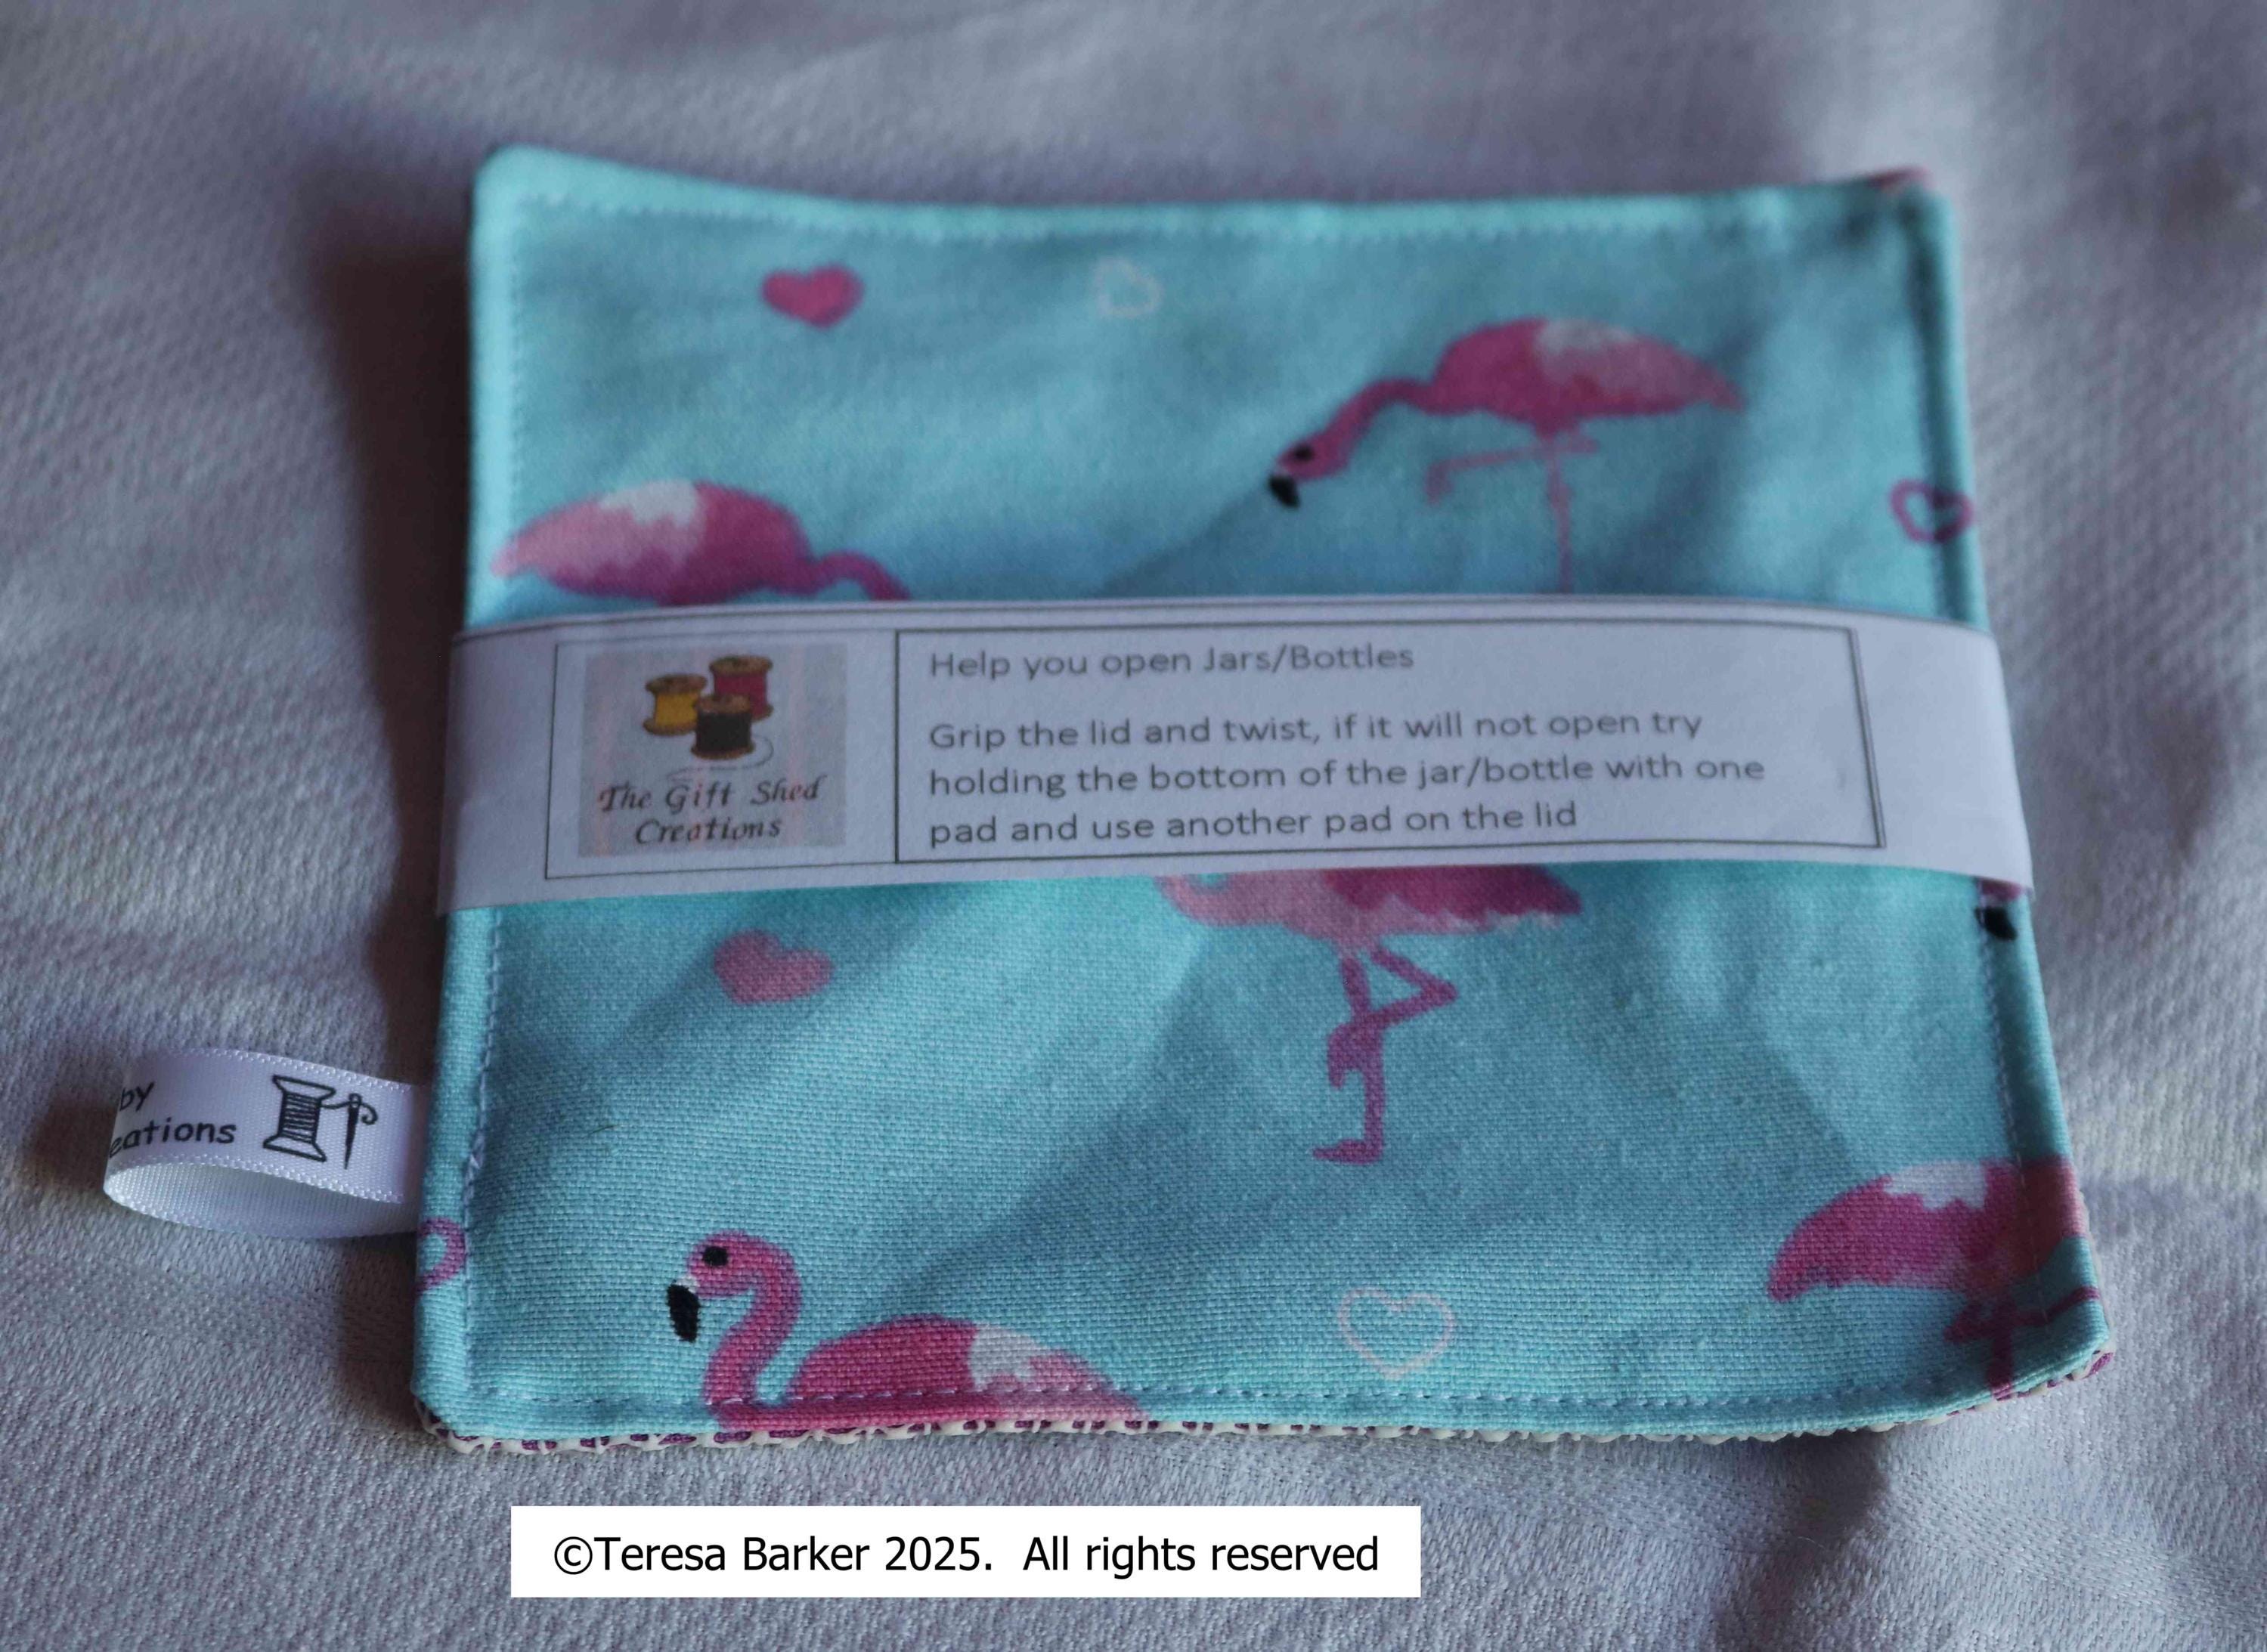 Help you open Jars/Bottles
Grip the lid and twist, if it will not open try
holding the bottom of the jar/bottle with one
pad and use another pad on the lid
The Gift Shed
Creations
by
eations
©Teresa Barker 2025. All rights reserved